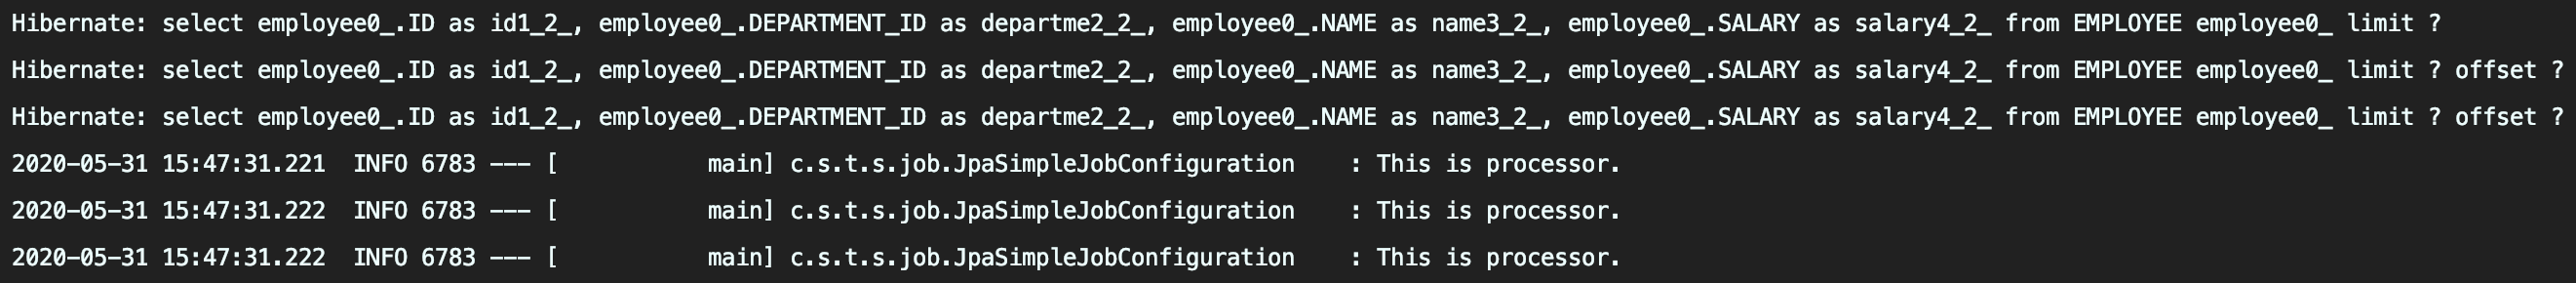 Hibernate: select employee0_.ID as id1_2_, employee0_.DEPARTMENT_ID as departme2_2_, employee0_.NAME as name3_2_, employee0_.SALARY as salary4_2_ from EMPLOYEE employee0_ limit ?
Hibernate: select employee0_.ID as id1_2_, employee0_.DEPARTMENT_ID as departme2_2_, employee0_.NAME as name3_2_, employee0_.SALARY as salary4_2_ from EMPLOYEE employee0_ limit ? offset ?
Hibernate: select employee0_.ID as id1_2_, employee0_.DEPARTMENT_ID as departme2_2_, employee0_.NAME as name3_2_, employee0_.SALARY as salary4_2_ from EMPLOYEE employee0_ limit ? offset ?
2020-05-31 15:47:31.221  INFO 6783 --- [           main] c.s.t.s.job.JpaSimpleJobConfiguration    : This is processor.
2020-05-31 15:47:31.222  INFO 6783 --- [           main] c.s.t.s.job.JpaSimpleJobConfiguration    : This is processor.
2020-05-31 15:47:31.222  INFO 6783 --- [           main] c.s.t.s.job.JpaSimpleJobConfiguration    : This is processor.